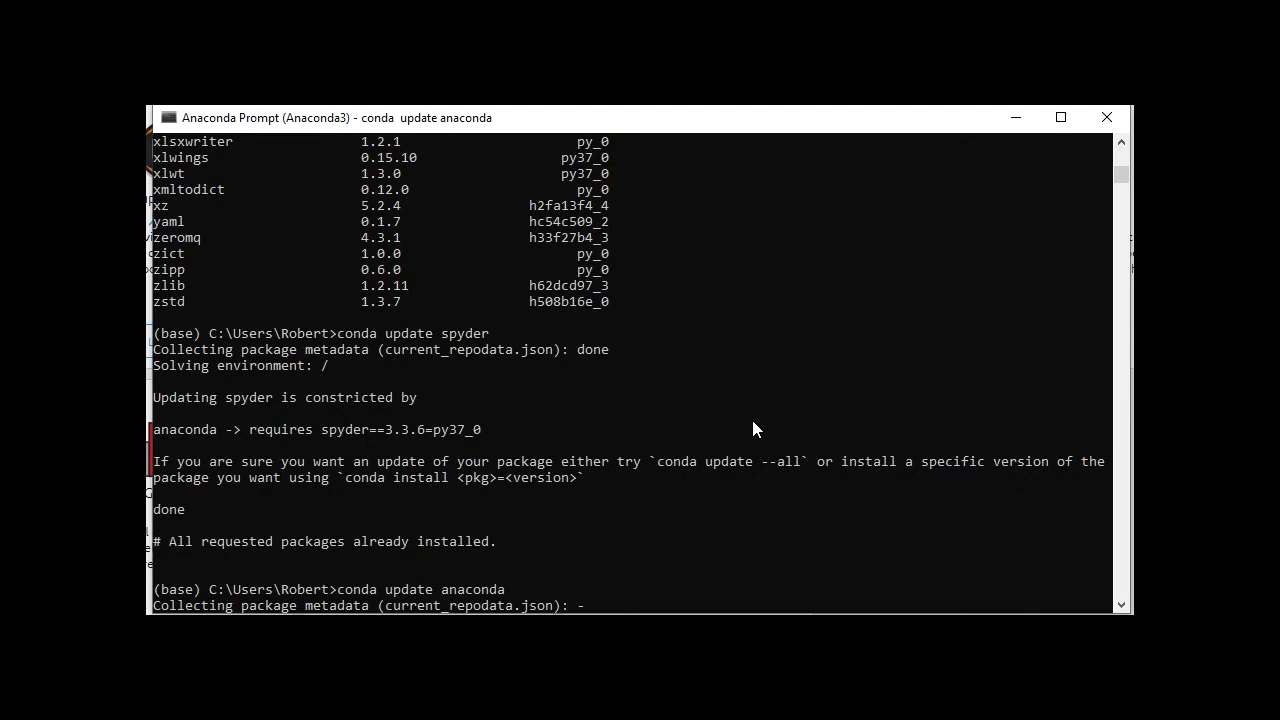 Anaconda Prompt (Anaconda3) - conda  update anaconda
xlsxwriter 1.2.1 py_0
xlwings 0.15.10 py37_0
xlwt 1.3.0 py37_0
xmltodict 0.12.0 py_0
xz 5.2.4 h2fa13f4_4
yaml 0.1.7 hc54c509_2
zeromq 4.3.1 h33f27b4_3
zict 1.0.0 py_0
zipp 0.6.0 py_0
zlib 1.2.11 h62dcd97_3
zstd 1.3.7 h508b16e_0
(base) C:\Users\Robert>conda update spyder
Collecting package metadata (current_repodata.json): done
Solving environment: /
Updating spyder is constricted by
anaconda -> requires spyder==3.3.6=py37_0
If you are sure you want an update of your package either try `conda update --all` or install a specific version of the
package you want using `conda install <pkg>=<version>`
done
# All requested packages already installed.
(base) C:\Users\Robert>conda update anaconda
Collecting package metadata (current_repodata.json): -